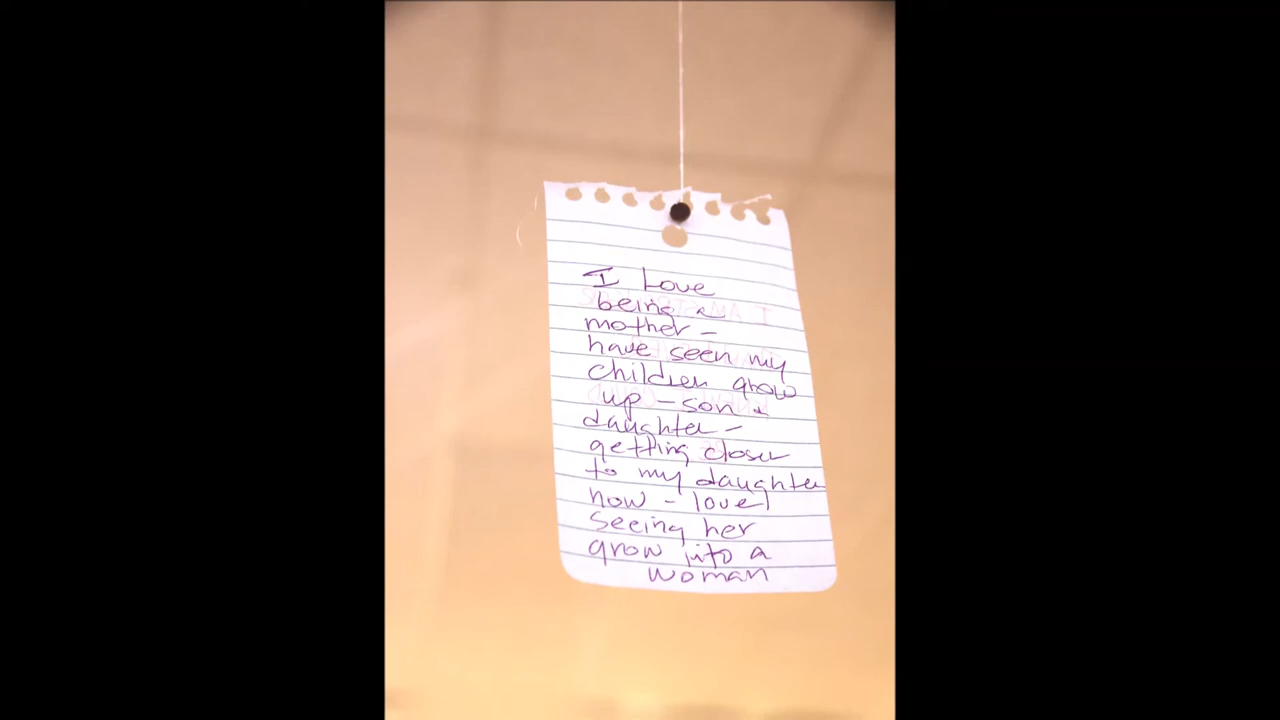 I Love
being a
mother -
have seen my
children grow
up - son &
daughter -
getting closer
to my daughter
now - love
seeing her
grow into a
woman